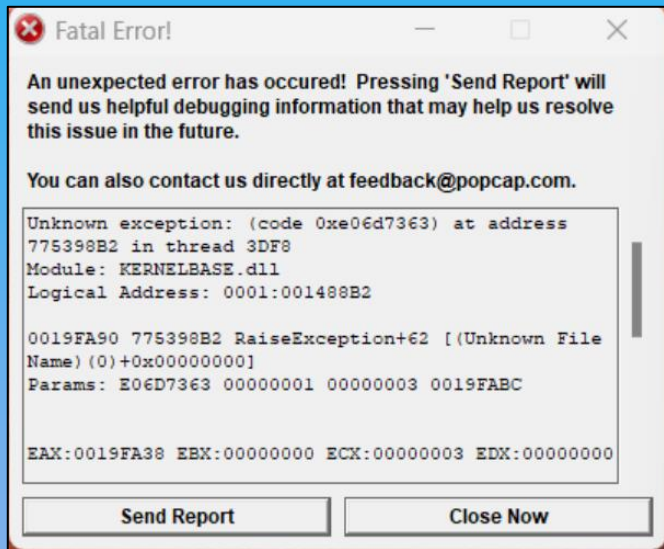 Fatal Error!
An unexpected error has occured! Pressing 'Send Report' will
send us helpful debugging information that may help us resolve
this issue in the future.
You can also contact us directly at feedback@popcap.com.
Unknown exception: (code 0xe06d7363) at address
775398B2 in thread 3DF8
Module: KERNELBASE.dll
Logical Address: 0001:001488B2
0019FA90 775398B2 RaiseException+62 [(Unknown File
Name)(0)+0x00000000]
Params: E06D7363 00000001 00000003 0019FABC
EAX:0019FA38 EBX:00000000 ECX:00000003 EDX:00000000
Send Report
Close Now